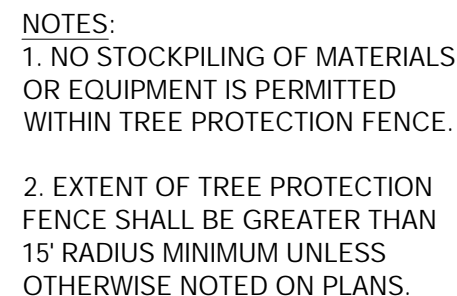 NOTES:
1. NO STOCKPILING OF MATERIALS
OR EQUIPMENT IS PERMITTED
WITHIN TREE PROTECTION FENCE.
2. EXTENT OF TREE PROTECTION
FENCE SHALL BE GREATER THAN
15' RADIUS MINIMUM UNLESS
OTHERWISE NOTED ON PLANS.